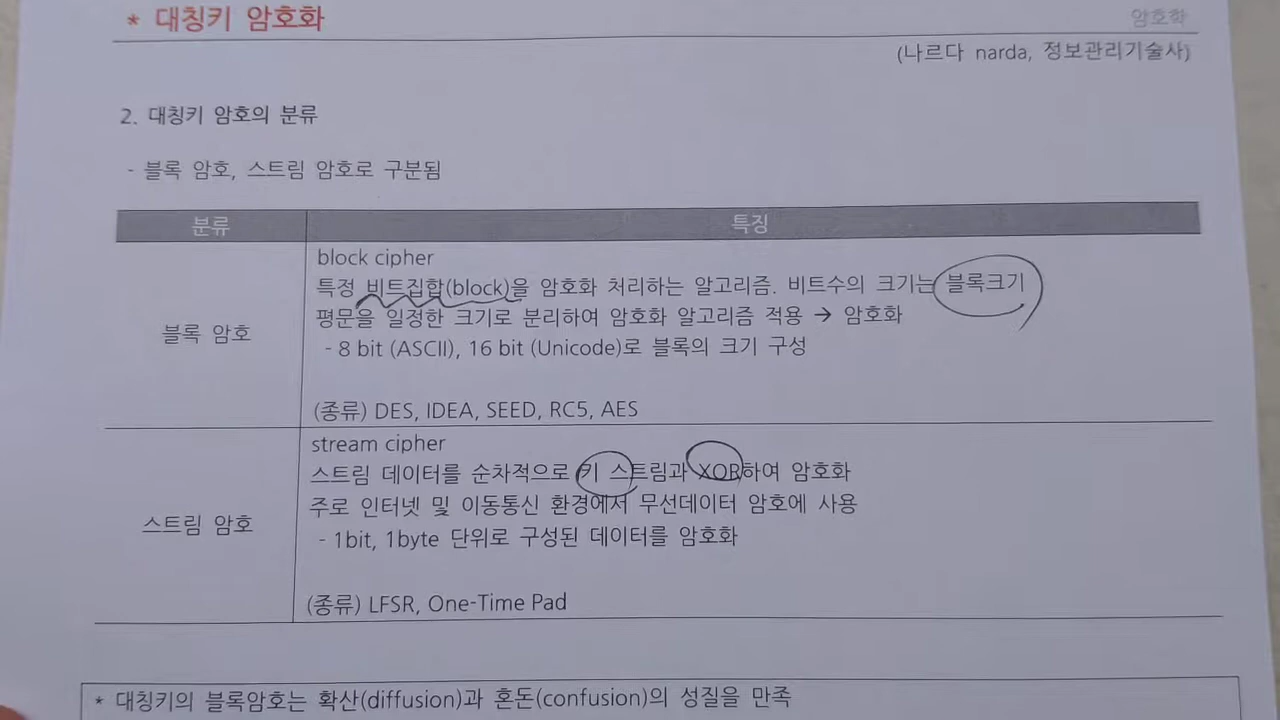 * 대칭키 암호화
암호학
(나르다 narda, 정보관리기술사)
2. 대칭키 암호의 분류
- 블록 암호, 스트림 암호로 구분됨
분류
특징
블록 암호
block cipher
특정 비트집합(block)을 암호화 처리하는 알고리즘. 비트수의 크기는 블록크기
평문을 일정한 크기로 분리하여 암호화 알고리즘 적용 → 암호화
- 8 bit (ASCII), 16 bit (Unicode)로 블록의 크기 구성
(종류) DES, IDEA, SEED, RC5, AES
스트림 암호
stream cipher
스트림 데이터를 순차적으로 키 스트림과 XOR하여 암호화
주로 인터넷 및 이동통신 환경에서 무선데이터 암호에 사용
- 1bit, 1byte 단위로 구성된 데이터를 암호화
(종류) LFSR, One-Time Pad
* 대칭키의 블록암호는 확산(diffusion)과 혼돈(confusion)의 성질을 만족